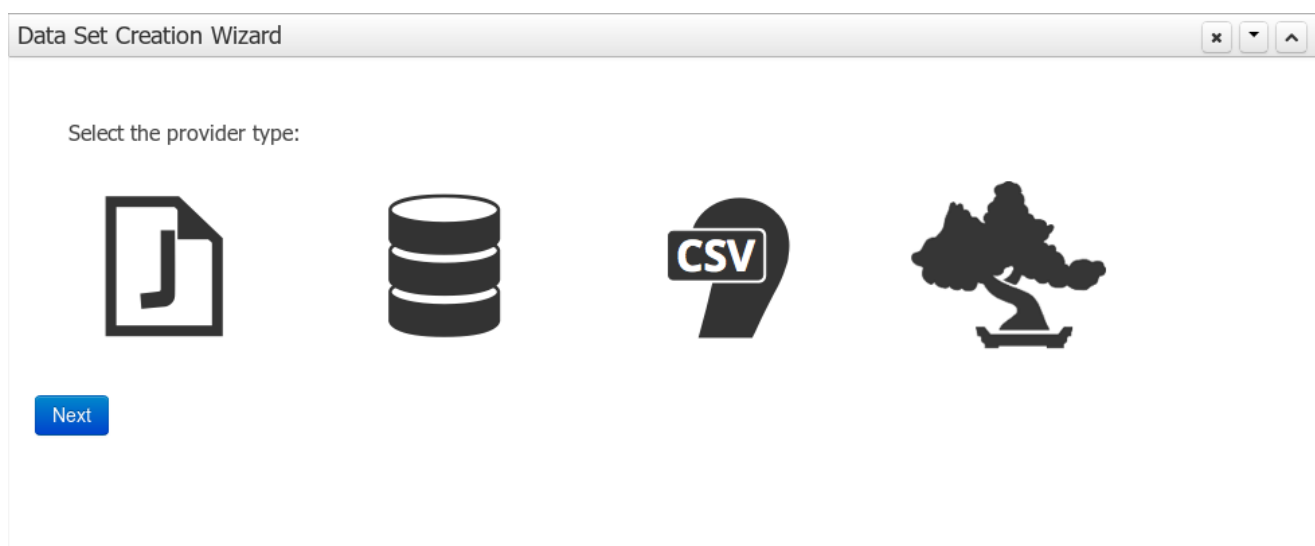 Data Set Creation Wizard
Select the provider type:
J
CSV
Next